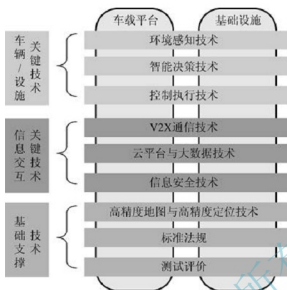 车载平台
基础设施
车辆/设施
关键技术
环境感知技术
智能决策技术
控制执行技术
信息交互
关键技术
V2X通信技术
云平台与大数据技术
信息安全技术
基础支撑
技术
高精度地图与高精度定位技术
标准法规
测试评价